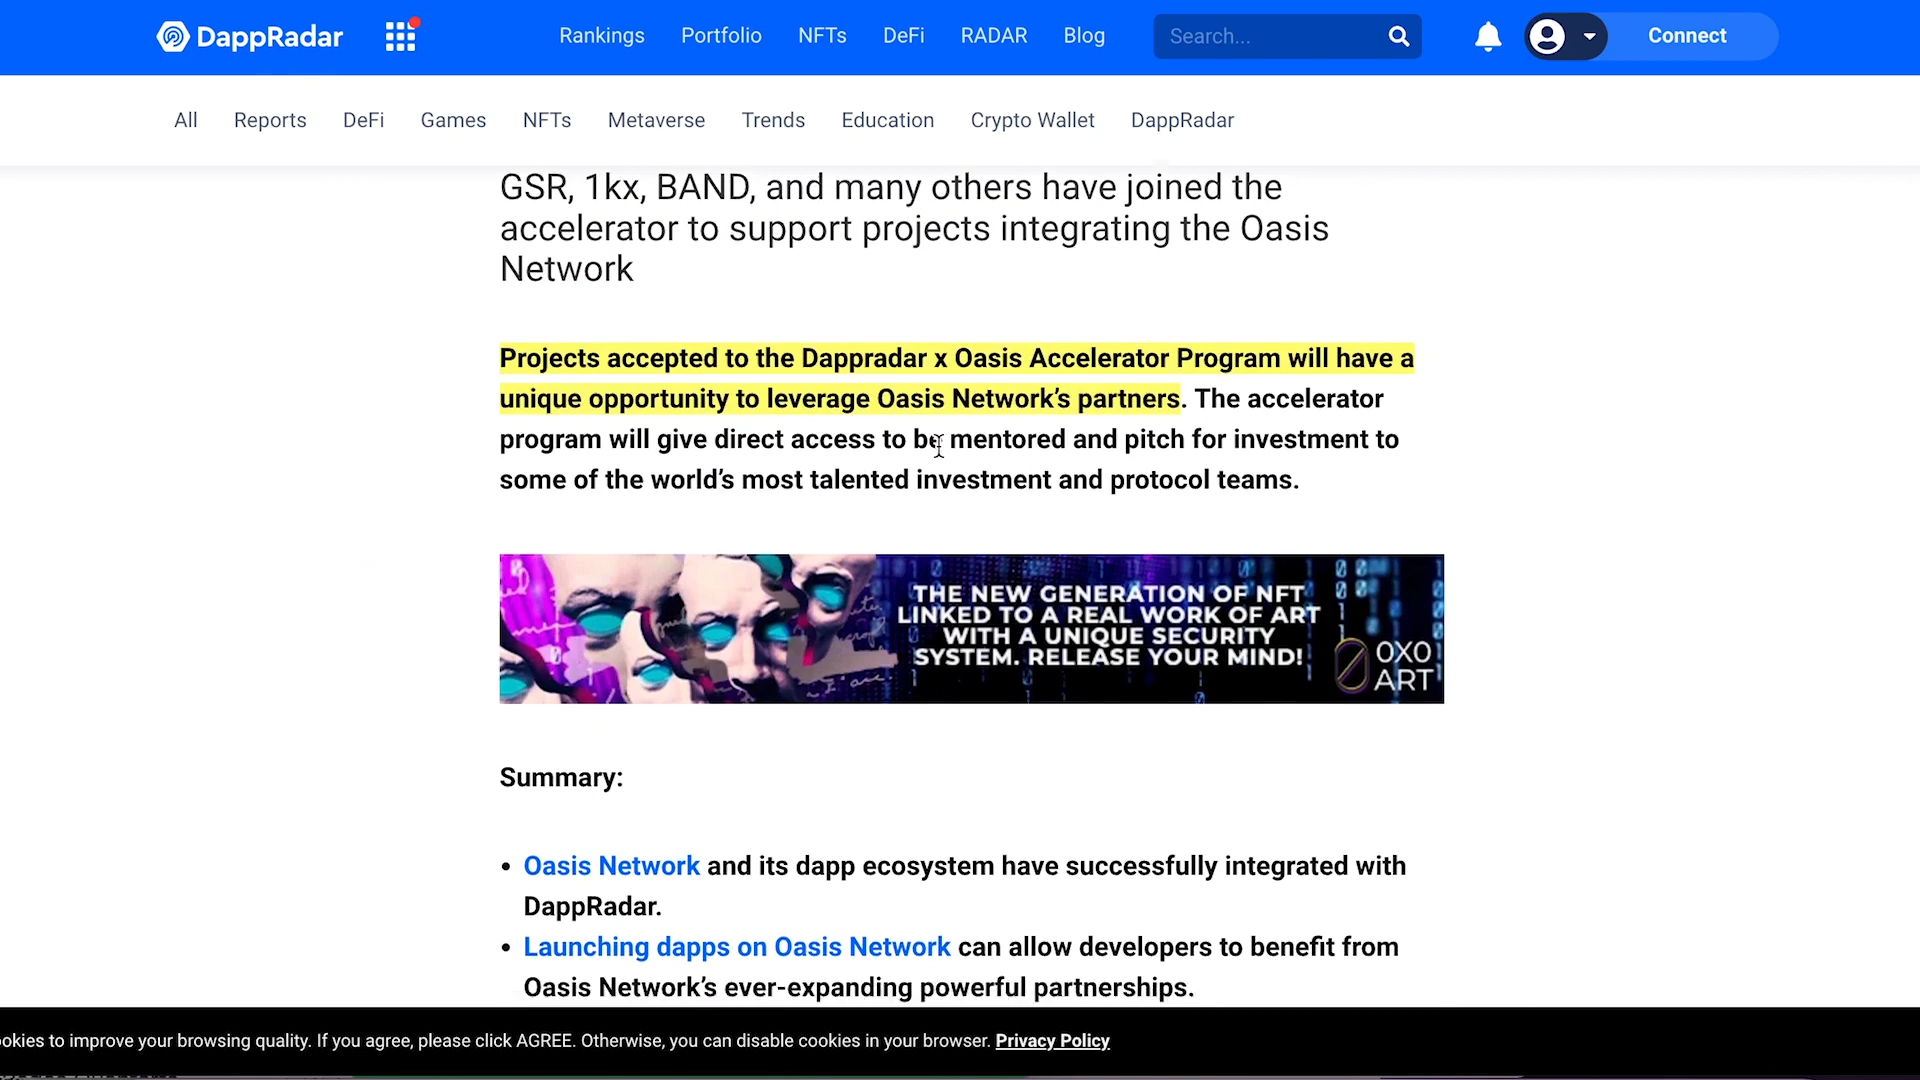 DappRadar
Rankings Portfolio NFTs DeFi RADAR Blog Search... Connect
All Reports DeFi Games NFTs Metaverse Trends Education Crypto Wallet DappRadar
GSR, 1kx, BAND, and many others have joined the
accelerator to support projects integrating the Oasis
Network
Projects accepted to the Dappradar x Oasis Accelerator Program will have a
unique opportunity to leverage Oasis Network’s partners. The accelerator
program will give direct access to be mentored and pitch for investment to
some of the world’s most talented investment and protocol teams.
THE NEW GENERATION OF NFT
LINKED TO A REAL WORK OF ART
WITH A UNIQUE SECURITY
SYSTEM. RELEASE YOUR MIND!
0X0
ART
Summary:
• Oasis Network and its dapp ecosystem have successfully integrated with
DappRadar.
• Launching dapps on Oasis Network can allow developers to benefit from
Oasis Network’s ever-expanding powerful partnerships.
okies to improve your browsing quality. If you agree, please click AGREE. Otherwise, you can disable cookies in your browser. Privacy Policy